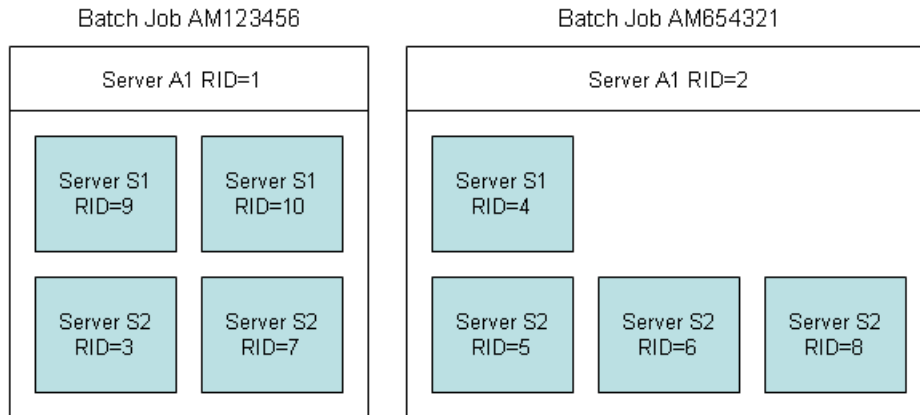 Batch Job AM123456
Server A1 RID=1
Server S1
RID=9
Server S1
RID=10
Server S2
RID=3
Server S2
RID=7
Batch Job AM654321
Server A1 RID=2
Server S1
RID=4
Server S2
RID=5
Server S2
RID=6
Server S2
RID=8